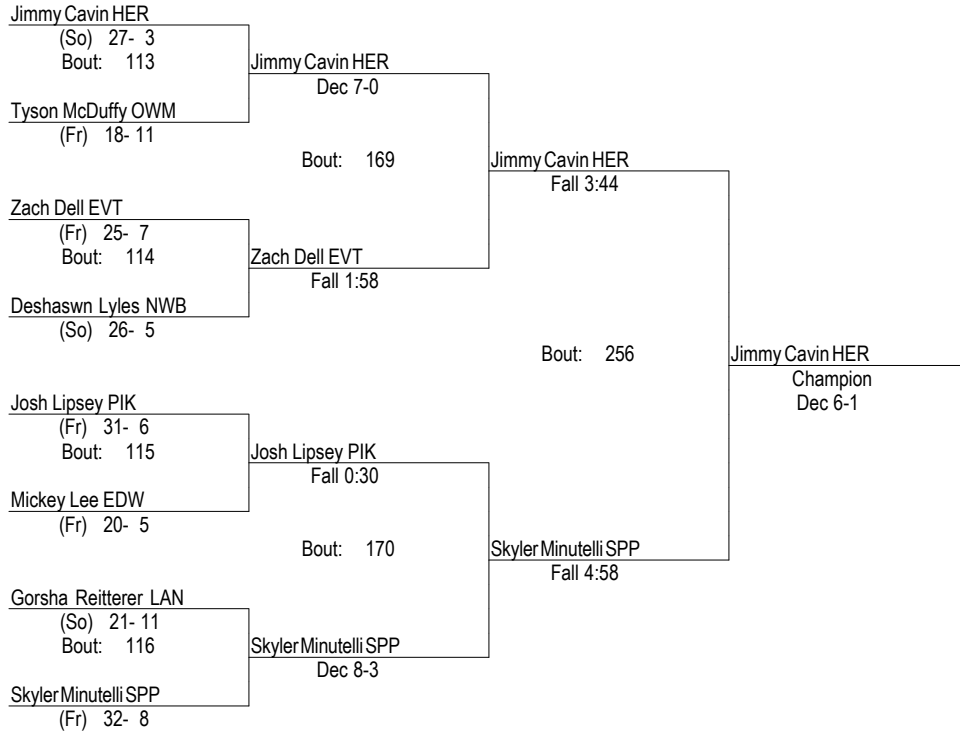 Jimmy Cavin HER
(So) 27- 3
Bout: 113
Jimmy Cavin HER
Dec 7-0
Tyson McDuffy OWM
(Fr) 18- 11
Bout: 169
Jimmy Cavin HER
Fall 3:44
Zach Dell EVT
(Fr) 25- 7
Bout: 114
Zach Dell EVT
Fall 1:58
Deshaswn Lyles NWB
(So) 26- 5
Bout: 256
Jimmy Cavin HER
Champion
Dec 6-1
Josh Lipsey PIK
(Fr) 31- 6
Bout: 115
Josh Lipsey PIK
Fall 0:30
Mickey Lee EDW
(Fr) 20- 5
Bout: 170
Skyler Minutelli SPP
Fall 4:58
Gorsha Reitterer LAN
(So) 21- 11
Bout: 116
Skyler Minutelli SPP
Dec 8-3
Skyler Minutelli SPP
(Fr) 32- 8